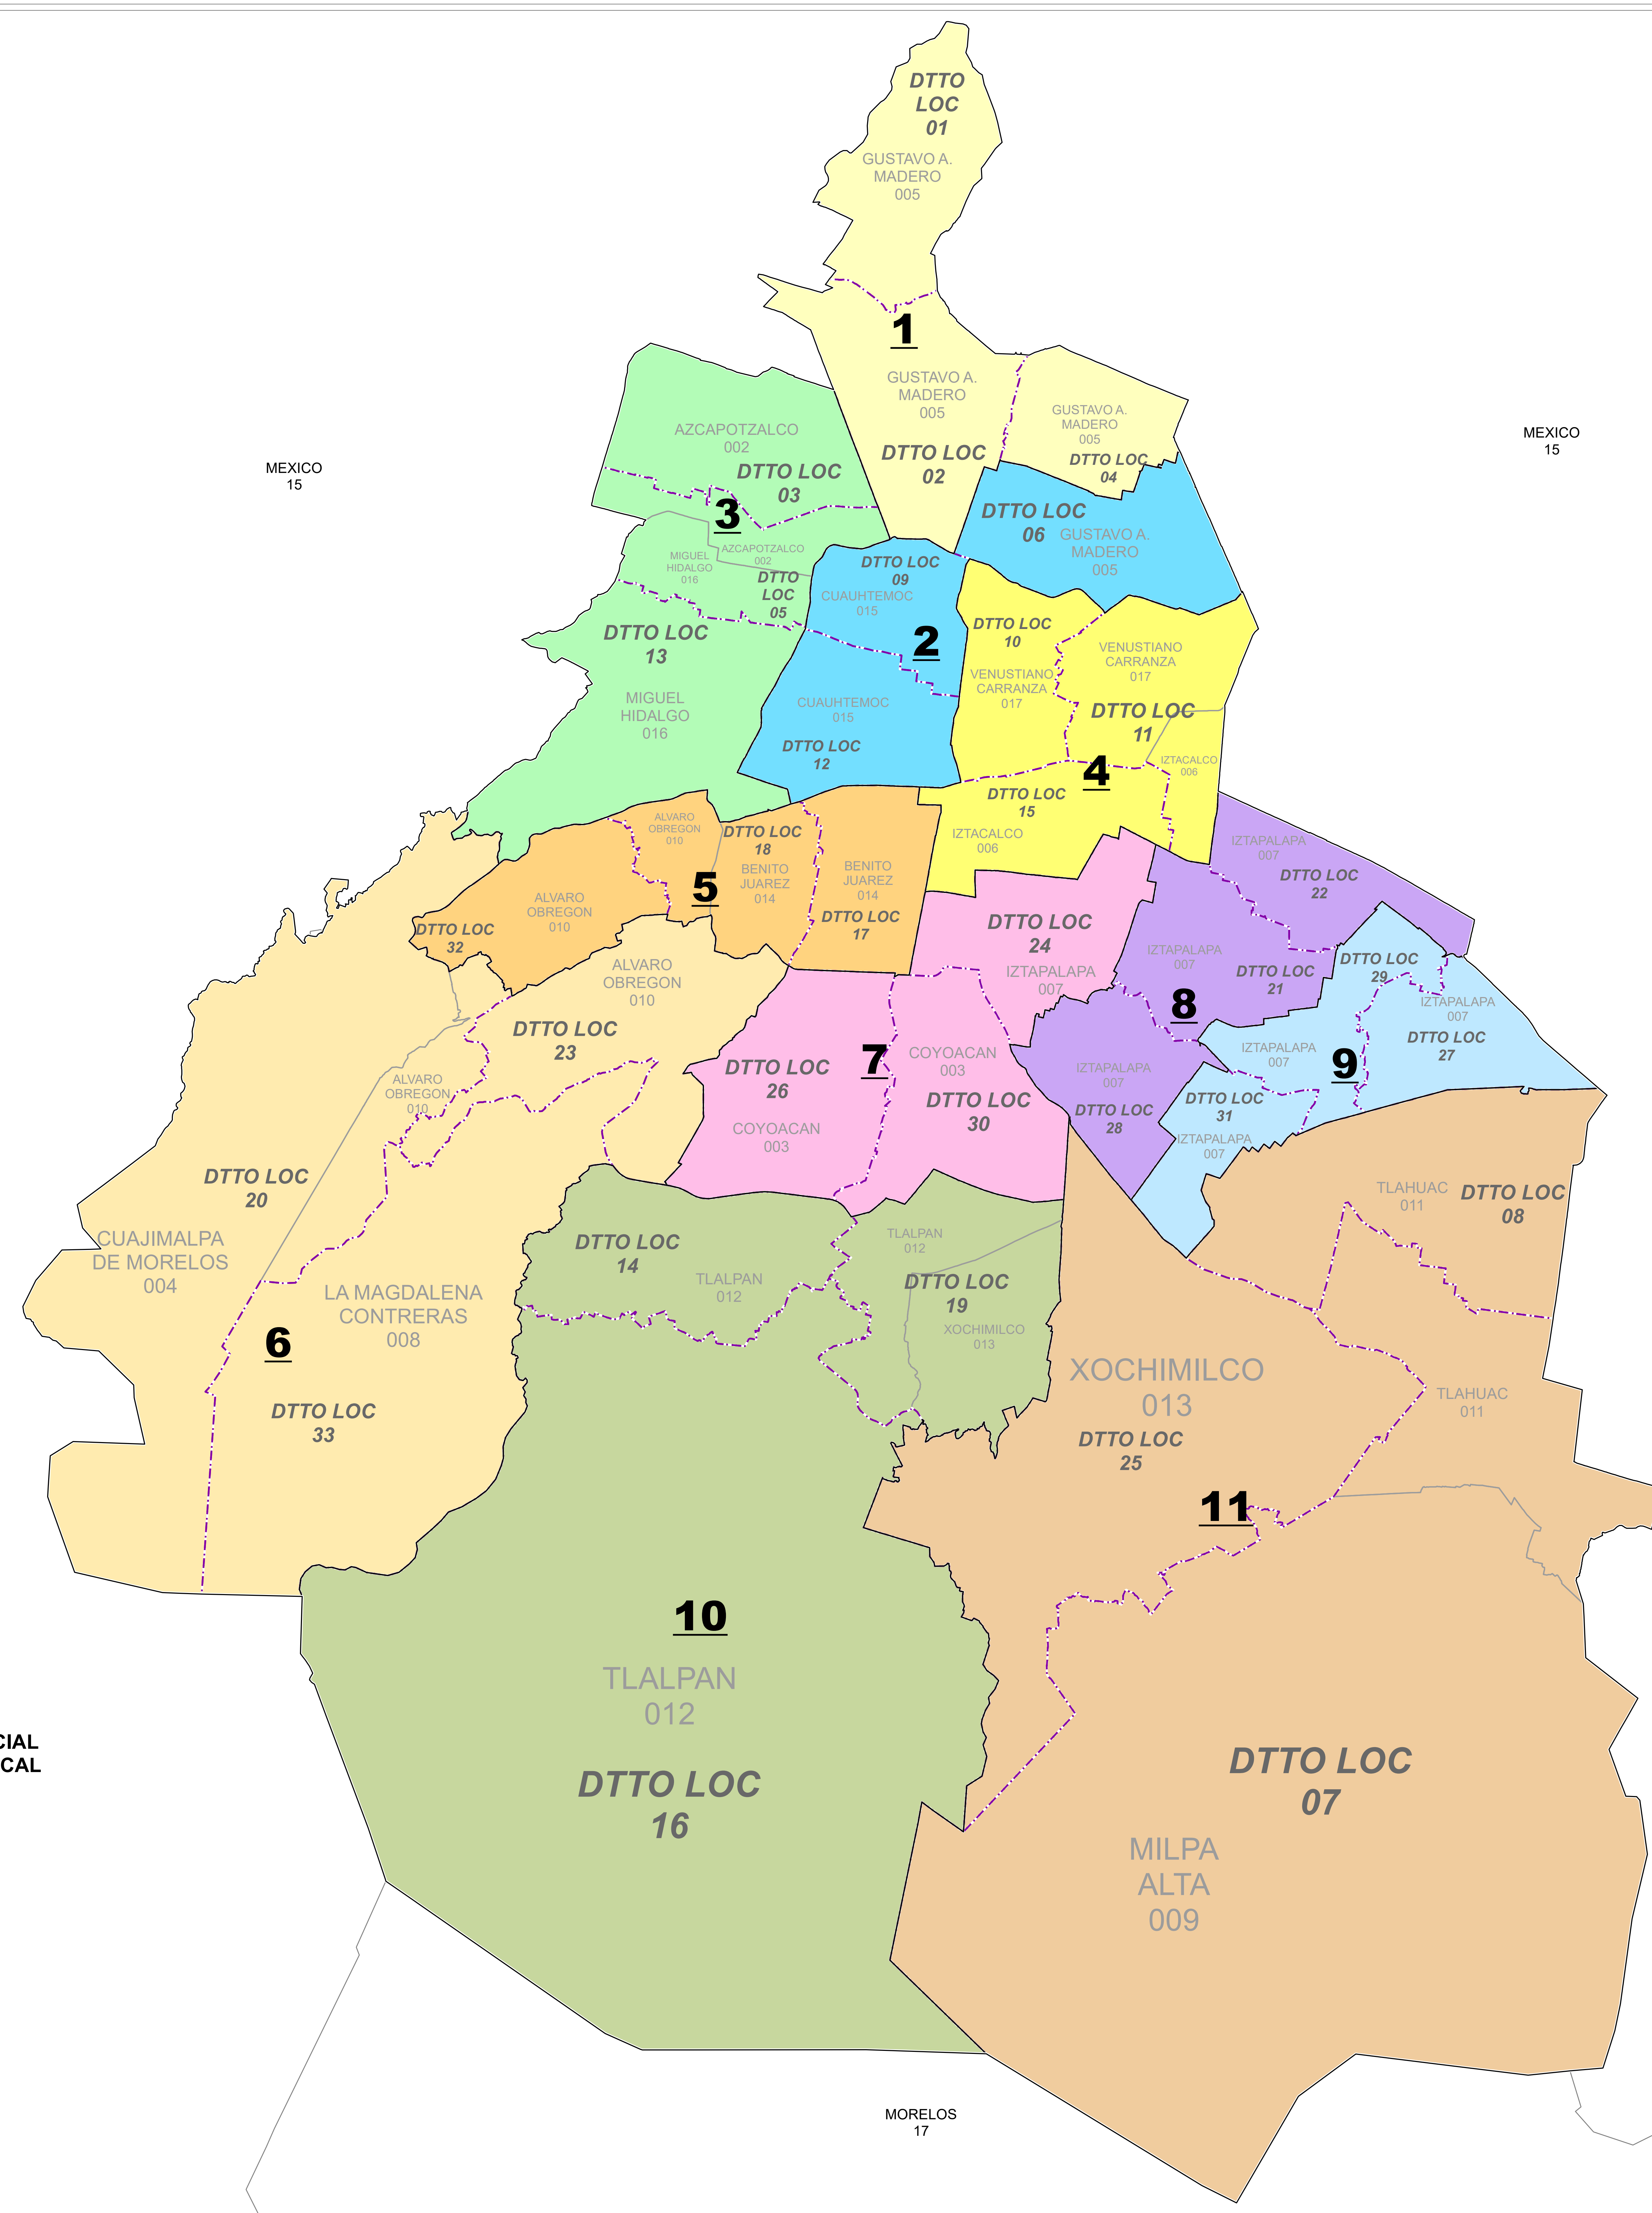 DTTO
LOC
01
GUSTAVO A.
MADERO
005
1
GUSTAVO A.
MADERO
005
DTTO LOC
02
GUSTAVO A.
MADERO
005
DTTO LOC
04
MEXICO
15
MEXICO
15
AZCAPOTZALCO
002
DTTO LOC
03
3
MIGUEL
HIDALGO
016
AZCAPOTZALCO
002
DTTO
LOC
05
DTTO LOC
06
GUSTAVO A.
MADERO
005
DTTO LOC
09
CUAUHTEMOC
015
2
CUAUHTEMOC
015
DTTO LOC
12
DTTO LOC
13
MIGUEL
HIDALGO
016
DTTO LOC
10
VENUSTIANO
CARRANZA
017
VENUSTIANO
CARRANZA
017
DTTO LOC
11
IZTACALCO
006
4
DTTO LOC
15
IZTACALCO
006
ALVARO
OBREGON
010
DTTO LOC
18
BENITO
JUAREZ
014
5
BENITO
JUAREZ
014
DTTO LOC
17
ALVARO
OBREGON
010
DTTO LOC
32
IZTAPALAPA
007
DTTO LOC
22
DTTO LOC
24
IZTAPALAPA
007
IZTAPALAPA
007
DTTO LOC
21
8
IZTAPALAPA
007
DTTO LOC
28
DTTO LOC
29
IZTAPALAPA
007
DTTO LOC
27
IZTAPALAPA
007
9
DTTO LOC
31
IZTAPALAPA
007
ALVARO
OBREGON
010
DTTO LOC
23
ALVARO
OBREGON
010
DTTO LOC
26
COYOACAN
003
7
COYOACAN
003
DTTO LOC
30
DTTO LOC
20
CUAJIMALPA
DE MORELOS
004
LA MAGDALENA
CONTRERAS
008
6
DTTO LOC
33
DTTO LOC
14
TLALPAN
012
TLALPAN
012
DTTO LOC
19
XOCHIMILCO
013
TLAHUAC
011
DTTO LOC
08
XOCHIMILCO
013
DTTO LOC
25
TLAHUAC
011
11
10
TLALPAN
012
DTTO LOC
16
DTTO LOC
07
MILPA
ALTA
009
CIAL
CAL
MORELOS
17